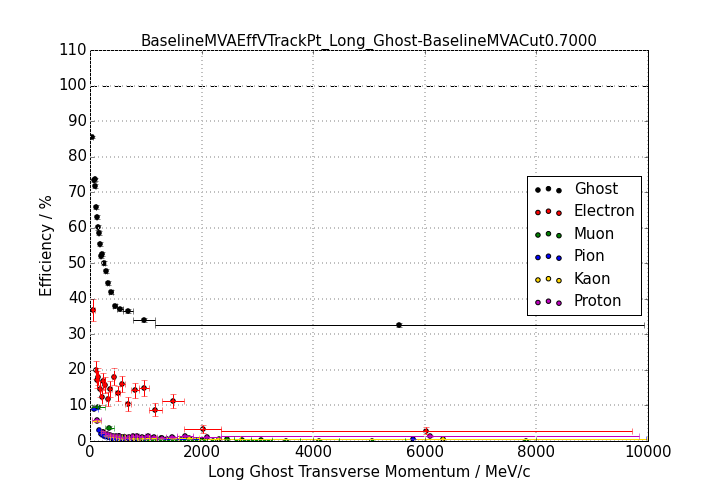 BaselineMVAEffVTrackPt_Long_Ghost-BaselineMVACut0.7000
110
100
90
80
70
60
50
40
30
20
10
0
Efficiency / %
Ghost
Electron
Muon
Pion
Kaon
Proton
0 2000 4000 6000 8000 10000
Long Ghost Transverse Momentum / MeV/c